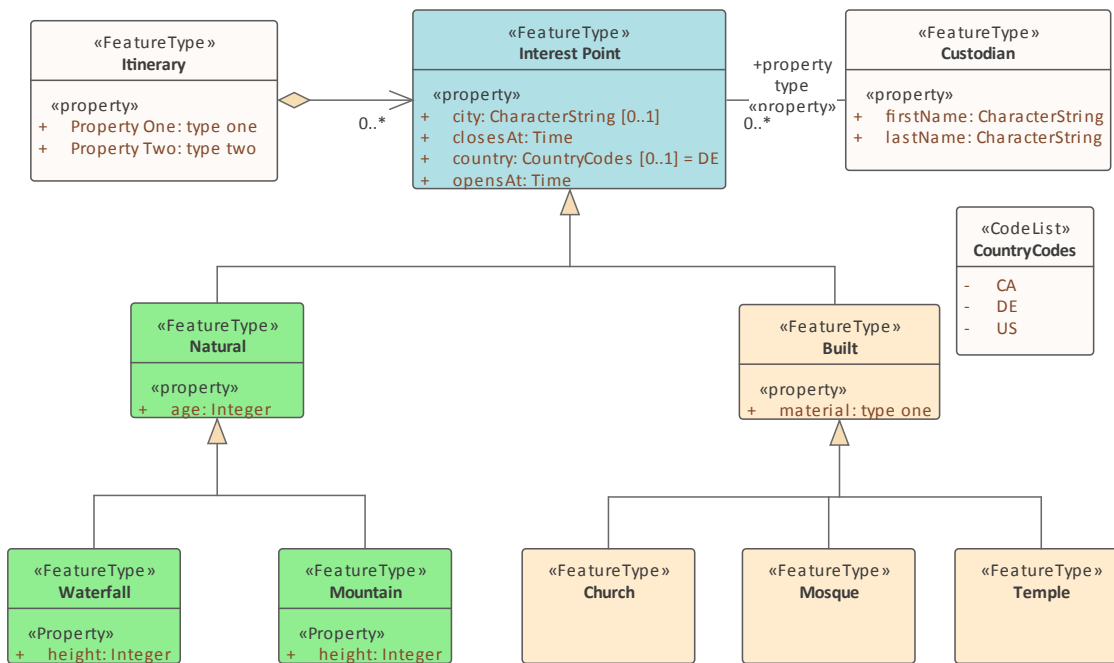 «FeatureType»
Itinerary
«property»
+ Property One: type one
+ Property Two: type two
0..*
«FeatureType»
Interest Point
«property»
+ city: CharacterString [0..1]
+ closesAt: Time
+ country: CountryCodes [0..1] = DE
+ opensAt: Time
+property
type
«property»
0..*
«FeatureType»
Custodian
«property»
+ firstName: CharacterString
+ lastName: CharacterString
«CodeList»
CountryCodes
- CA
- DE
- US
«FeatureType»
Natural
«property»
+ age: Integer
«FeatureType»
Built
«property»
+ material: type one
«FeatureType»
Waterfall
«Property»
+ height: Integer
«FeatureType»
Mountain
«Property»
+ height: Integer
«FeatureType»
Church
«FeatureType»
Mosque
«FeatureType»
Temple